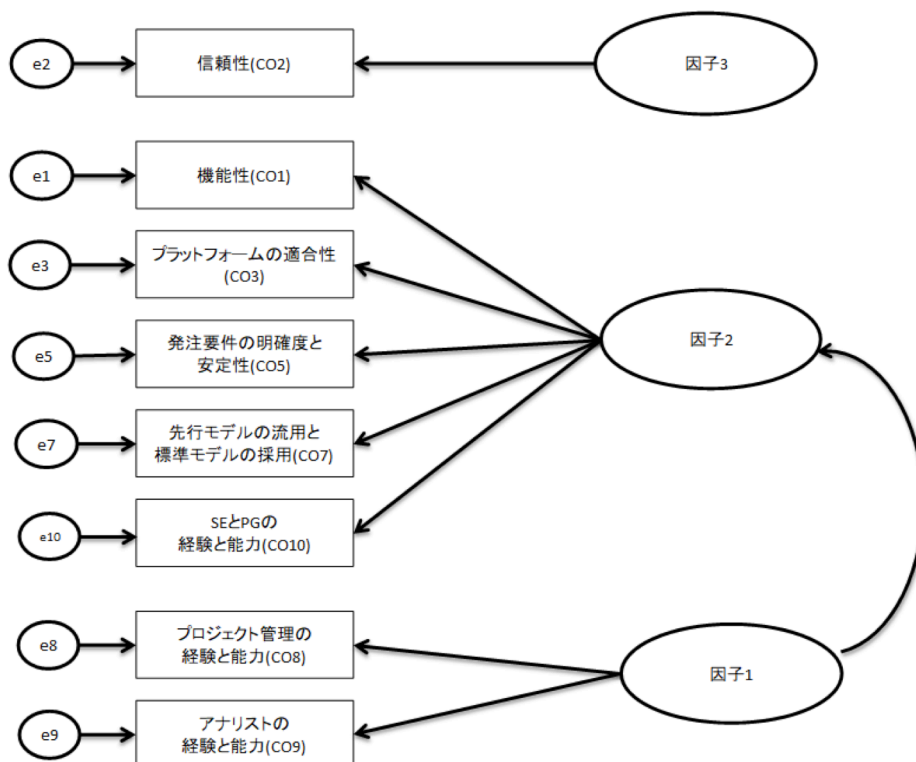 e2
信頼性(CO2)
因子3
e1
機能性(CO1)
e3
プラットフォームの適合性
(CO3)
因子2
e5
発注要件の明確度と
安定性(CO5)
e7
先行モデルの流用と
標準モデルの採用(CO7)
e10
SEとPGの
経験と能力(CO10)
e8
プロジェクト管理の
経験と能力(CO8)
因子1
e9
アナリストの
経験と能力(CO9)